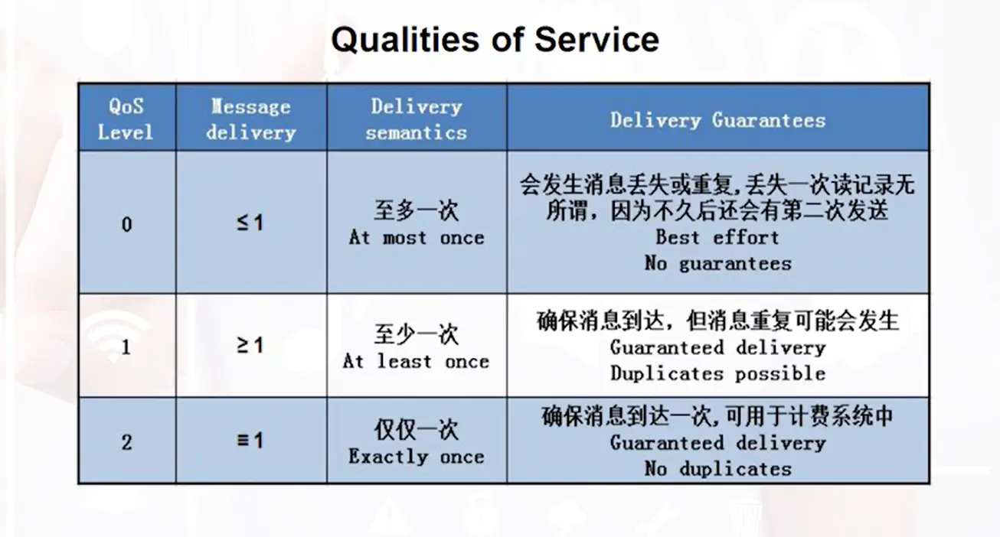 Qualities of Service
QoS Level
Message delivery
Delivery semantics
Delivery Guarantees
0
≤1
至多一次
At most once
会发生消息丢失或重复,丢失一次读记录无
所谓，因为不久后还会有第二次发送
Best effort
No guarantees
1
≥1
至少一次
At least once
确保消息到达，但消息重复可能会发生
Guaranteed delivery
Duplicates possible
2
≡1
仅仅一次
Exactly once
确保消息到达一次,可用于计费系统中
Guaranteed delivery
No duplicates